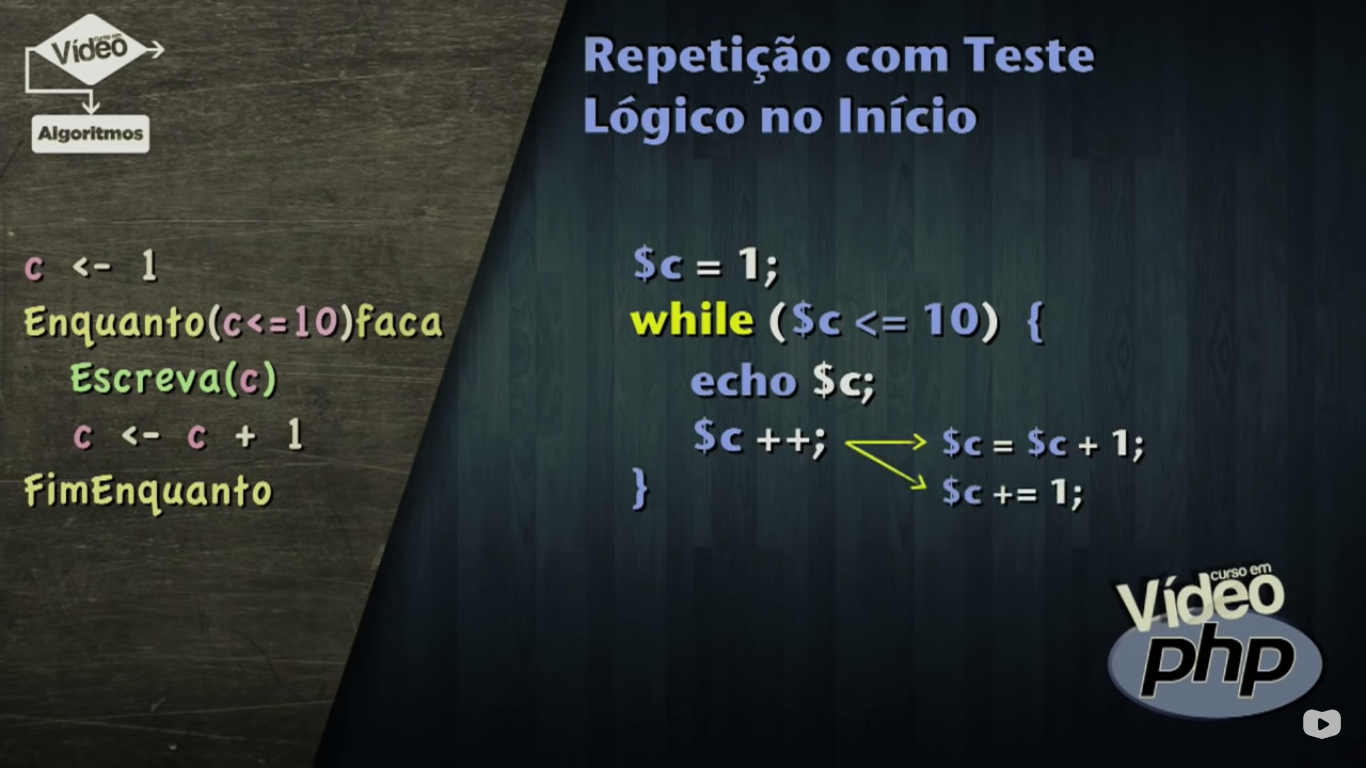 curso em
Vídeo
Algoritmos
Repetição com Teste
Lógico no Início
c <- 1
Enquanto(c<=10)faca
Escreva(c)
c <- c + 1
FimEnquanto
$c = 1;
while ($c <= 10) {
echo $c;
$c ++;
$c = $c + 1;
$c += 1;
}
curso em
Vídeo
php